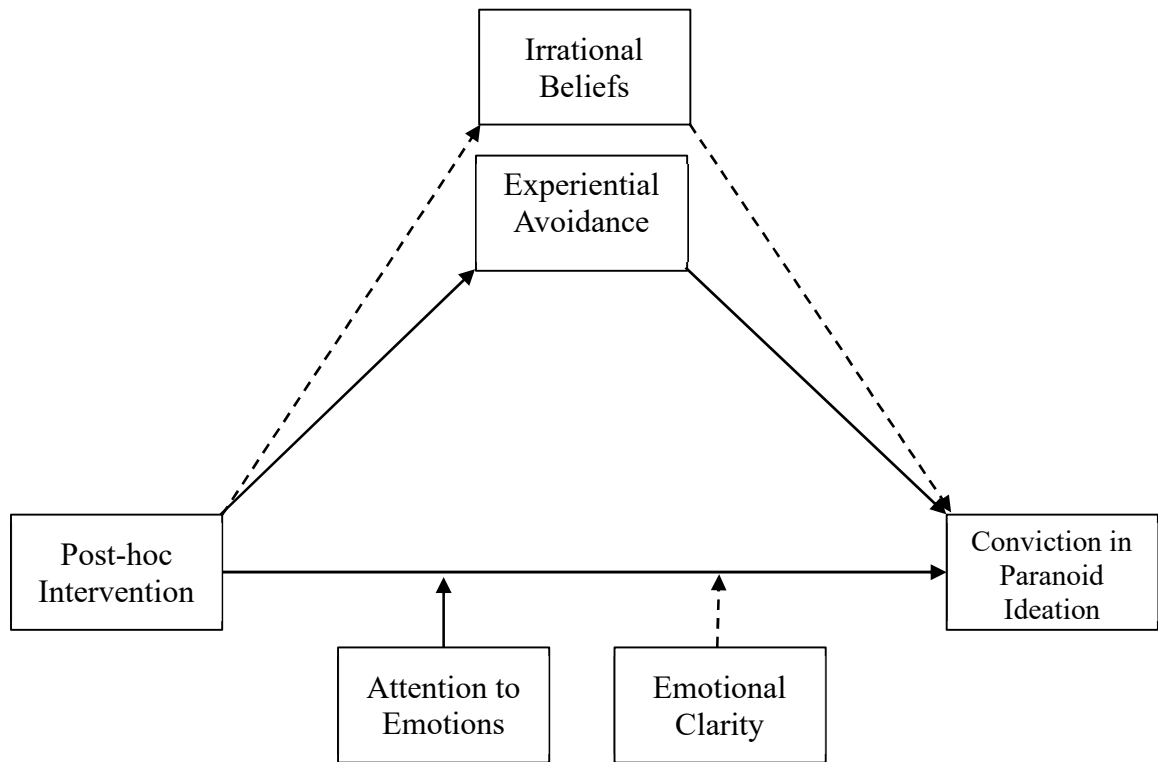 Irrational
Beliefs
Experiential
Avoidance
Post-hoc
Intervention
Conviction in
Paranoid
Ideation
Attention to
Emotions
Emotional
Clarity